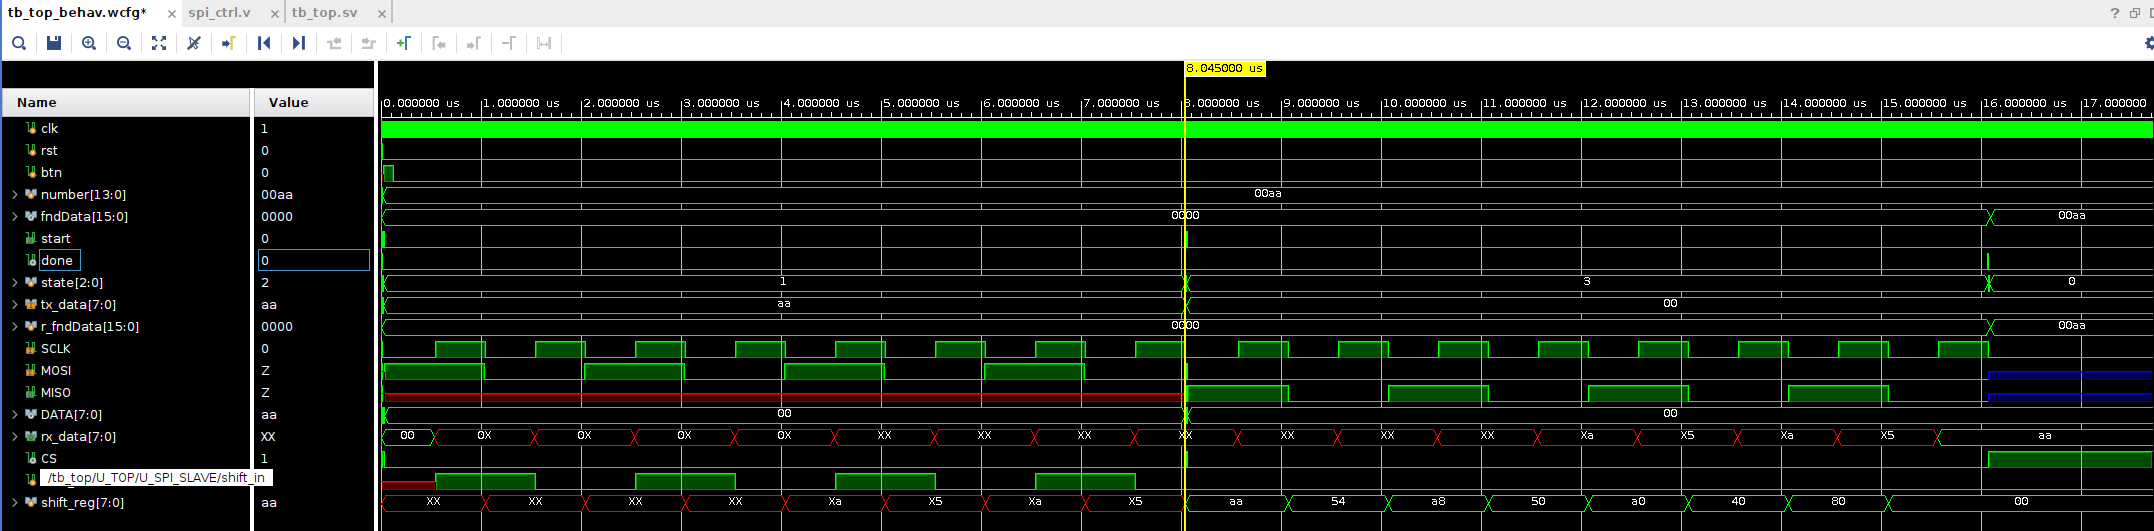 tb_top_behav.wcfg* × spi_ctrl.v × tb_top.sv ×
?
8.045000 us
Name Value
0.000000 us 1.000000 us 2.000000 us 3.000000 us 4.000000 us 5.000000 us 6.000000 us 7.000000 us 8.000000 us 9.000000 us 10.000000 us 11.000000 us 12.000000 us 13.000000 us 14.000000 us 15.000000 us 16.000000 us 17.000000
clk 1
rst 0
btn 0
number[13:0] 00aa 00aa
fndData[15:0] 0000 0000 00aa
start 0
done 0
state[2:0] 2 1 3 0
tx_data[7:0] aa aa 00
r_fndData[15:0] 0000 0000 00aa
SCLK 0
MOSI Z
MISO Z
DATA[7:0] aa 00 00
rx_data[7:0] XX 00 0X 0X 0X 0X XX XX XX XX XX XX XX Xa X5 Xa X5 aa
CS 1
/tb_top/U_TOP/U_SPI_SLAVE/shift_in
shift_reg[7:0] aa XX XX XX XX Xa X5 Xa X5 aa 54 a8 50 a0 40 80 00